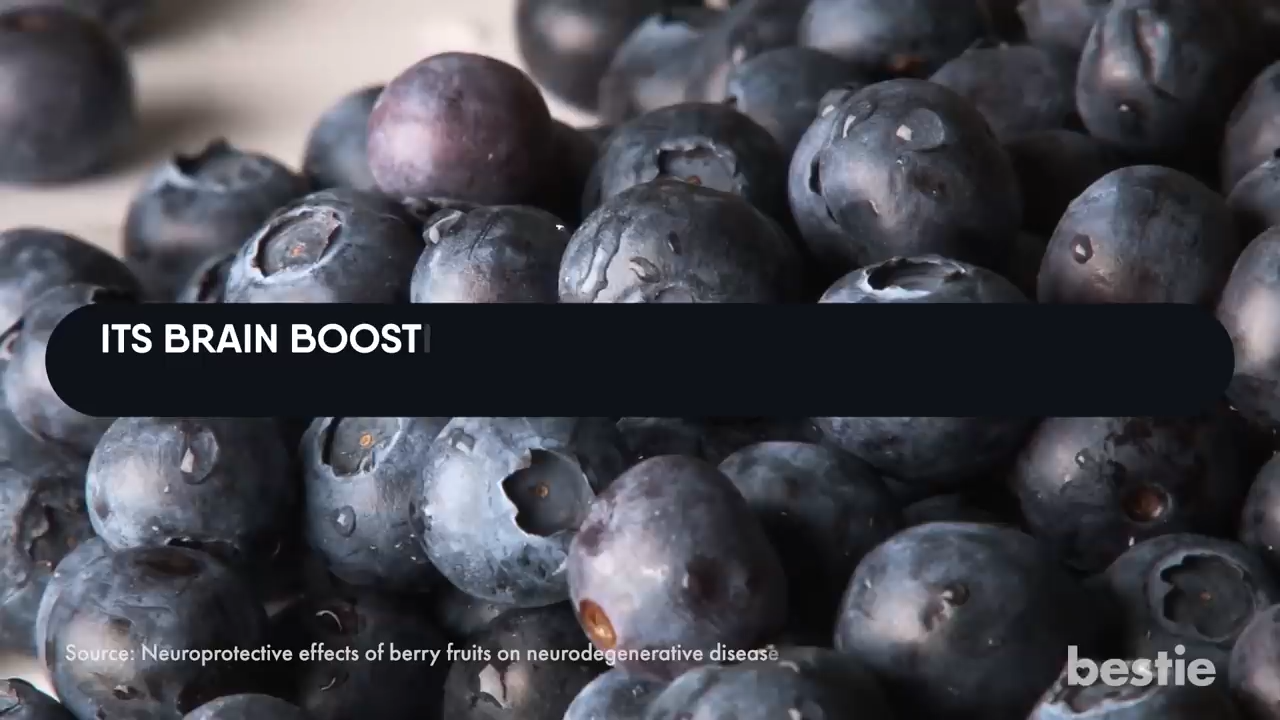 ITS BRAIN BOOST
Source: Neuroprotective effects of berry fruits on neurodegenerative disease
bestie